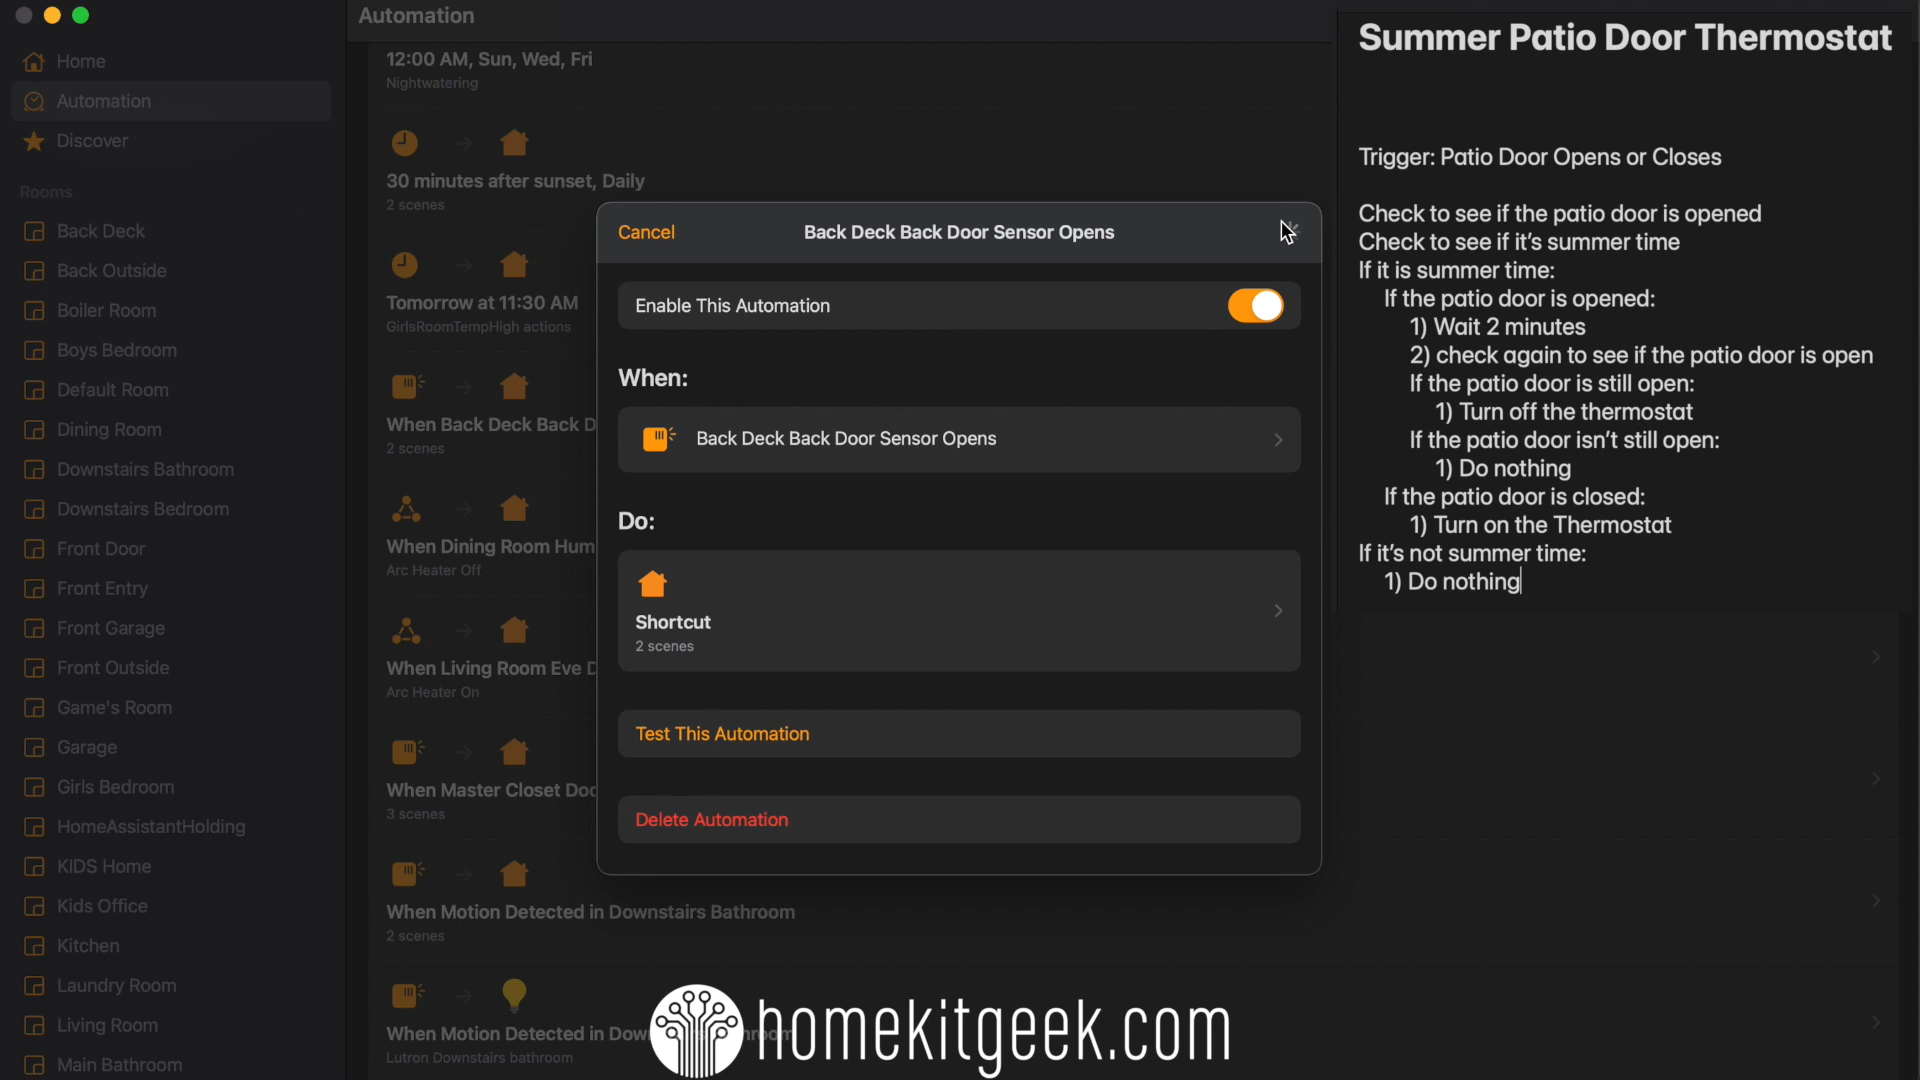 Automation
Home
Automation
Discover
Rooms
Back Deck
Back Outside
Boiler Room
Boys Bedroom
Default Room
Dining Room
Downstairs Bathroom
Downstairs Bedroom
Front Door
Front Entry
Front Garage
Front Outside
Game's Room
Garage
Girls Bedroom
HomeAssistantHolding
KIDS Home
Kids Office
Kitchen
Laundry Room
Living Room
Main Bathroom
12:00 AM, Sun, Wed, Fri
Nightwatering
30 minutes after sunset, Daily
2 scenes
Tomorrow at 11:30 AM
GirlsRoomTempHigh actions
When Back Deck Back D
2 scenes
When Dining Room Hum
Arc Heater Off
When Living Room Eve D
Arc Heater On
When Master Closet Doo
3 scenes
When Motion Detected in Downstairs Bathroom
2 scenes
When Motion Detected in Dow
Lutron Downstairs bathroom
Cancel
Back Deck Back Door Sensor Opens
Enable This Automation
When:
Back Deck Back Door Sensor Opens
Do:
Shortcut
2 scenes
Test This Automation
Delete Automation
Summer Patio Door Thermostat
Trigger: Patio Door Opens or Closes
Check to see if the patio door is opened
Check to see if it's summer time
If it is summer time:
If the patio door is opened:
1) Wait 2 minutes
2) check again to see if the patio door is open
If the patio door is still open:
1) Turn off the thermostat
If the patio door isn't still open:
1) Do nothing
If the patio door is closed:
1) Turn on the Thermostat
If it's not summer time:
1) Do nothing
homekitgeek.com